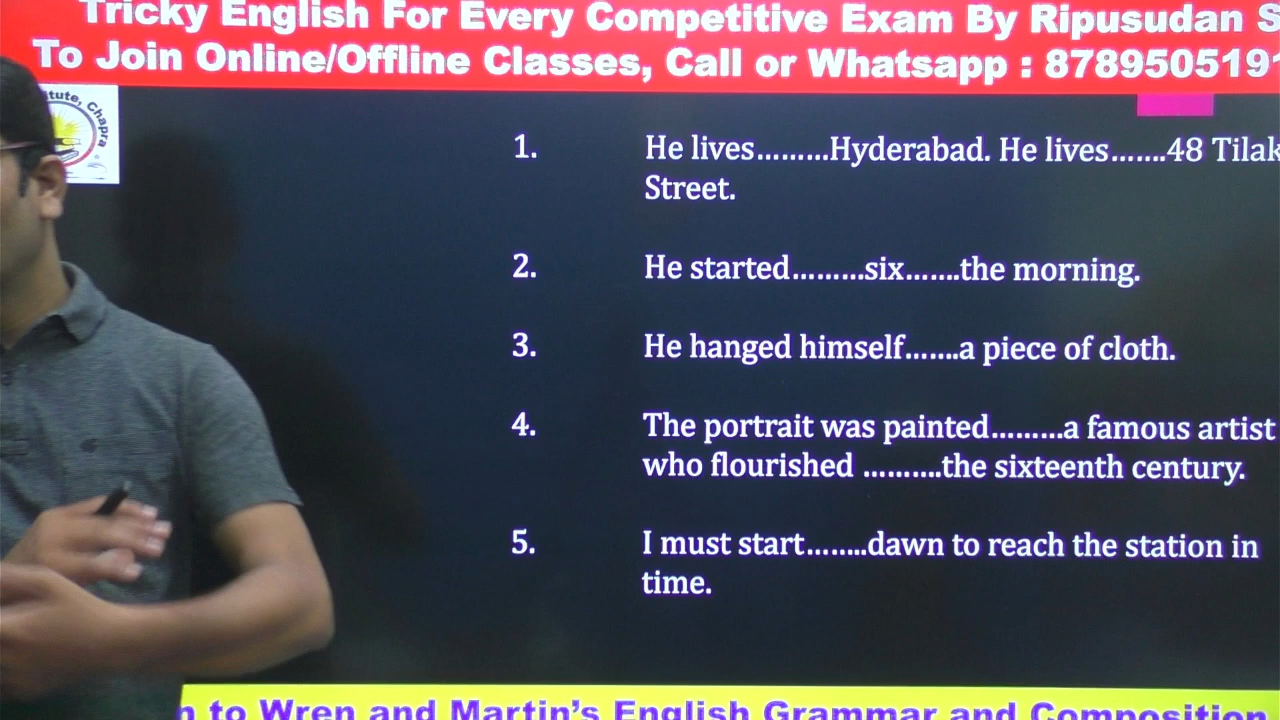 Tricky English For Every Competitive Exam By Ripusudan
To Join Online/Offline Classes, Call or Whatsapp :
Chapra
1. He lives.........Hyderabad. He lives.......48 Tilak
Street.
2. He started.........six.......the morning.
3. He hanged himself.......a piece of cloth.
4. The portrait was painted.........a famous artist
who flourished ..........the sixteenth century.
5. I must start........dawn to reach the station in
time.
to Wren and Martin's English Grammar and Composition